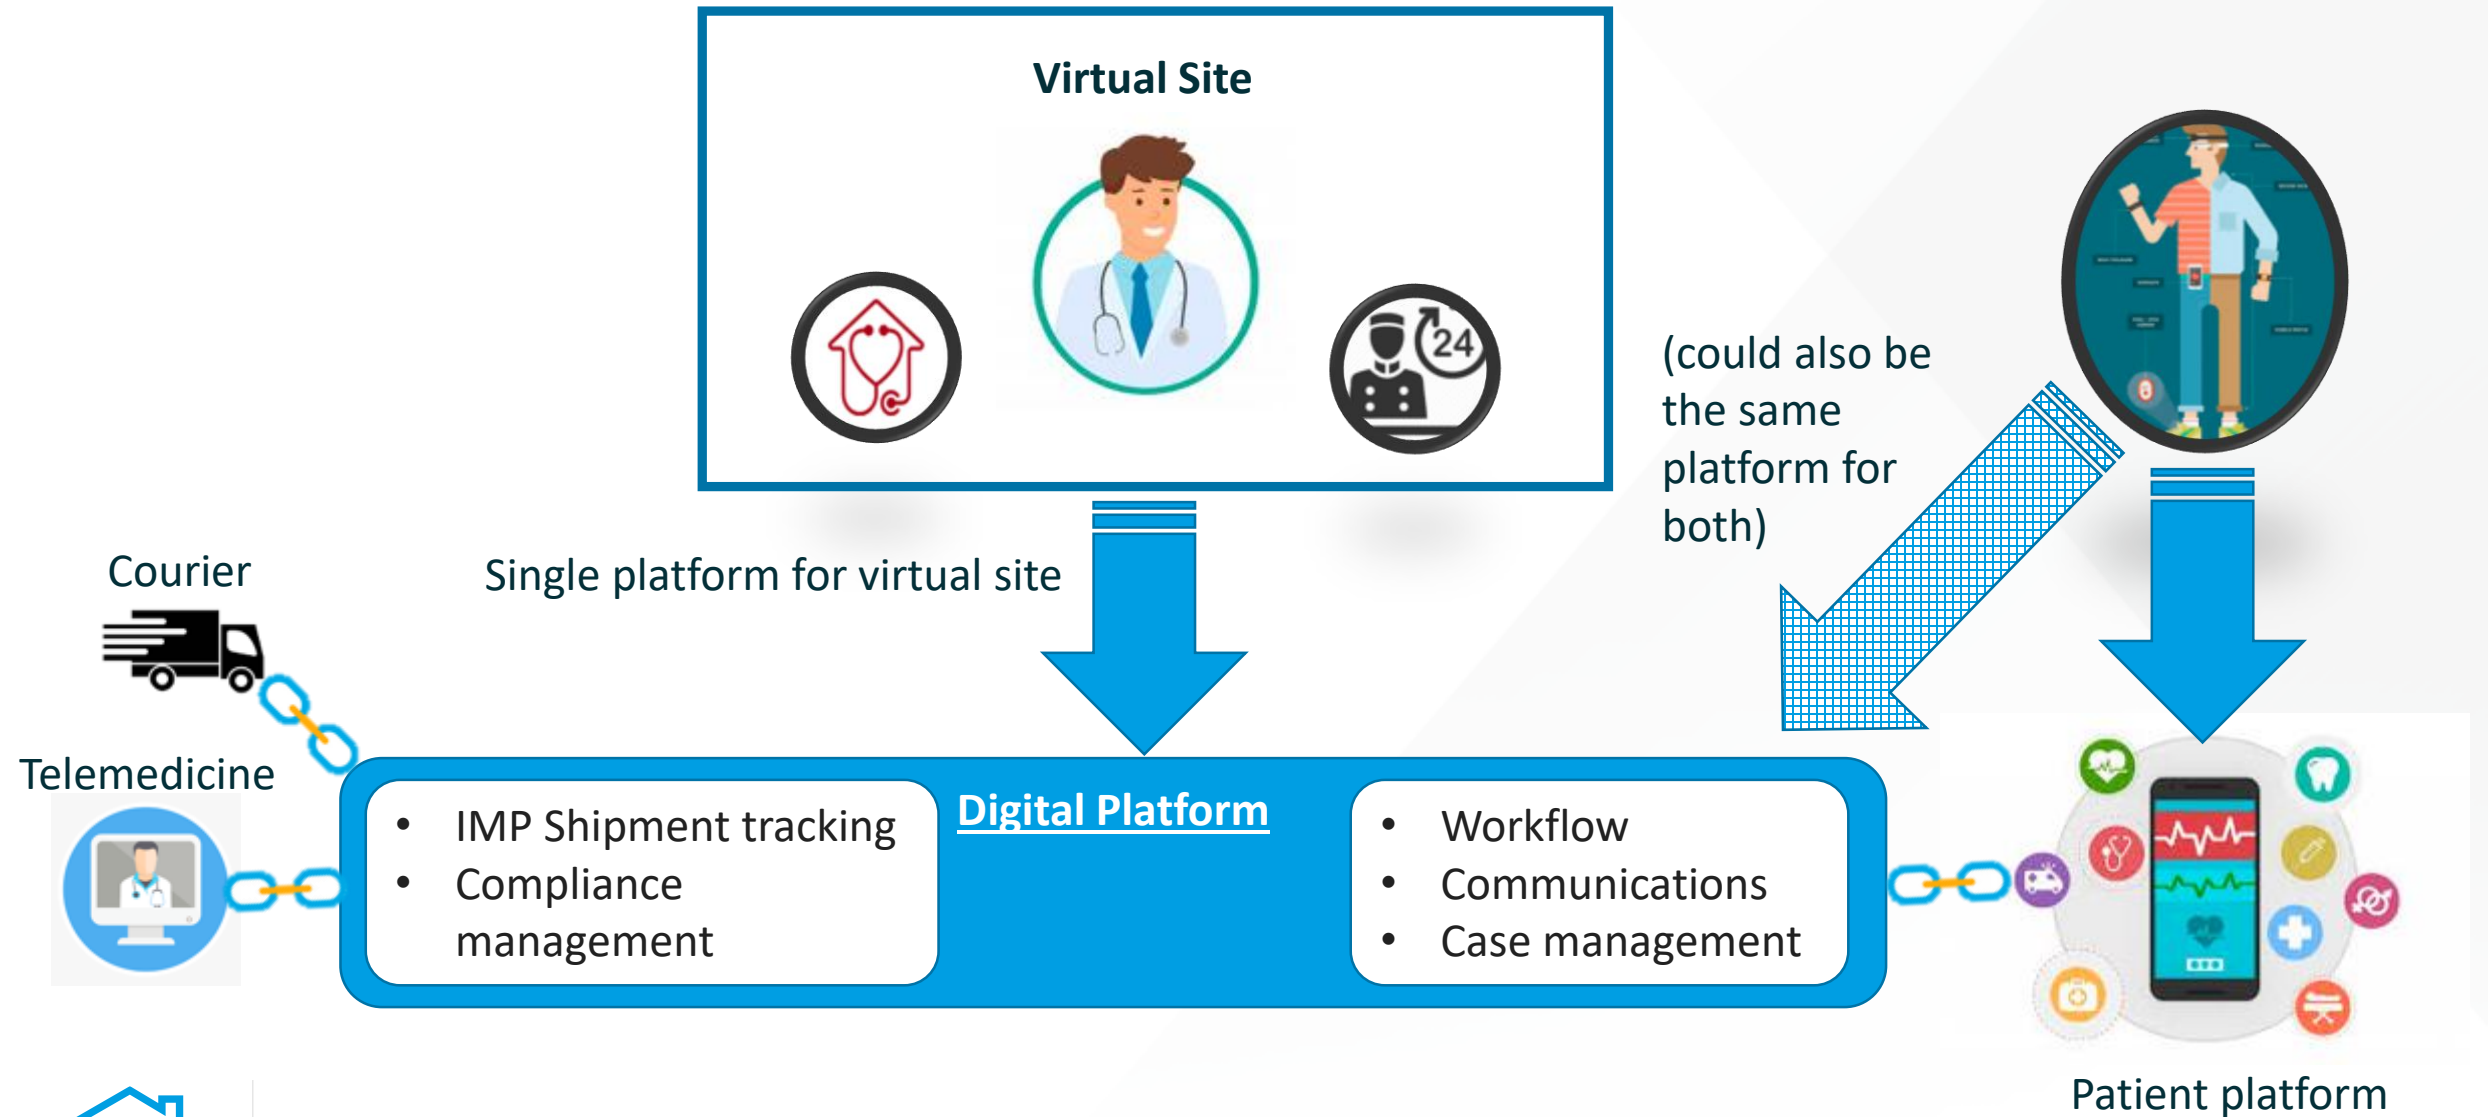 Virtual Site
24
(could also be
the same
platform for
both)
Courier
Single platform for virtual site
Telemedicine
Digital Platform
• IMP Shipment tracking
• Compliance
management
• Workflow
• Communications
• Case management
Patient platform